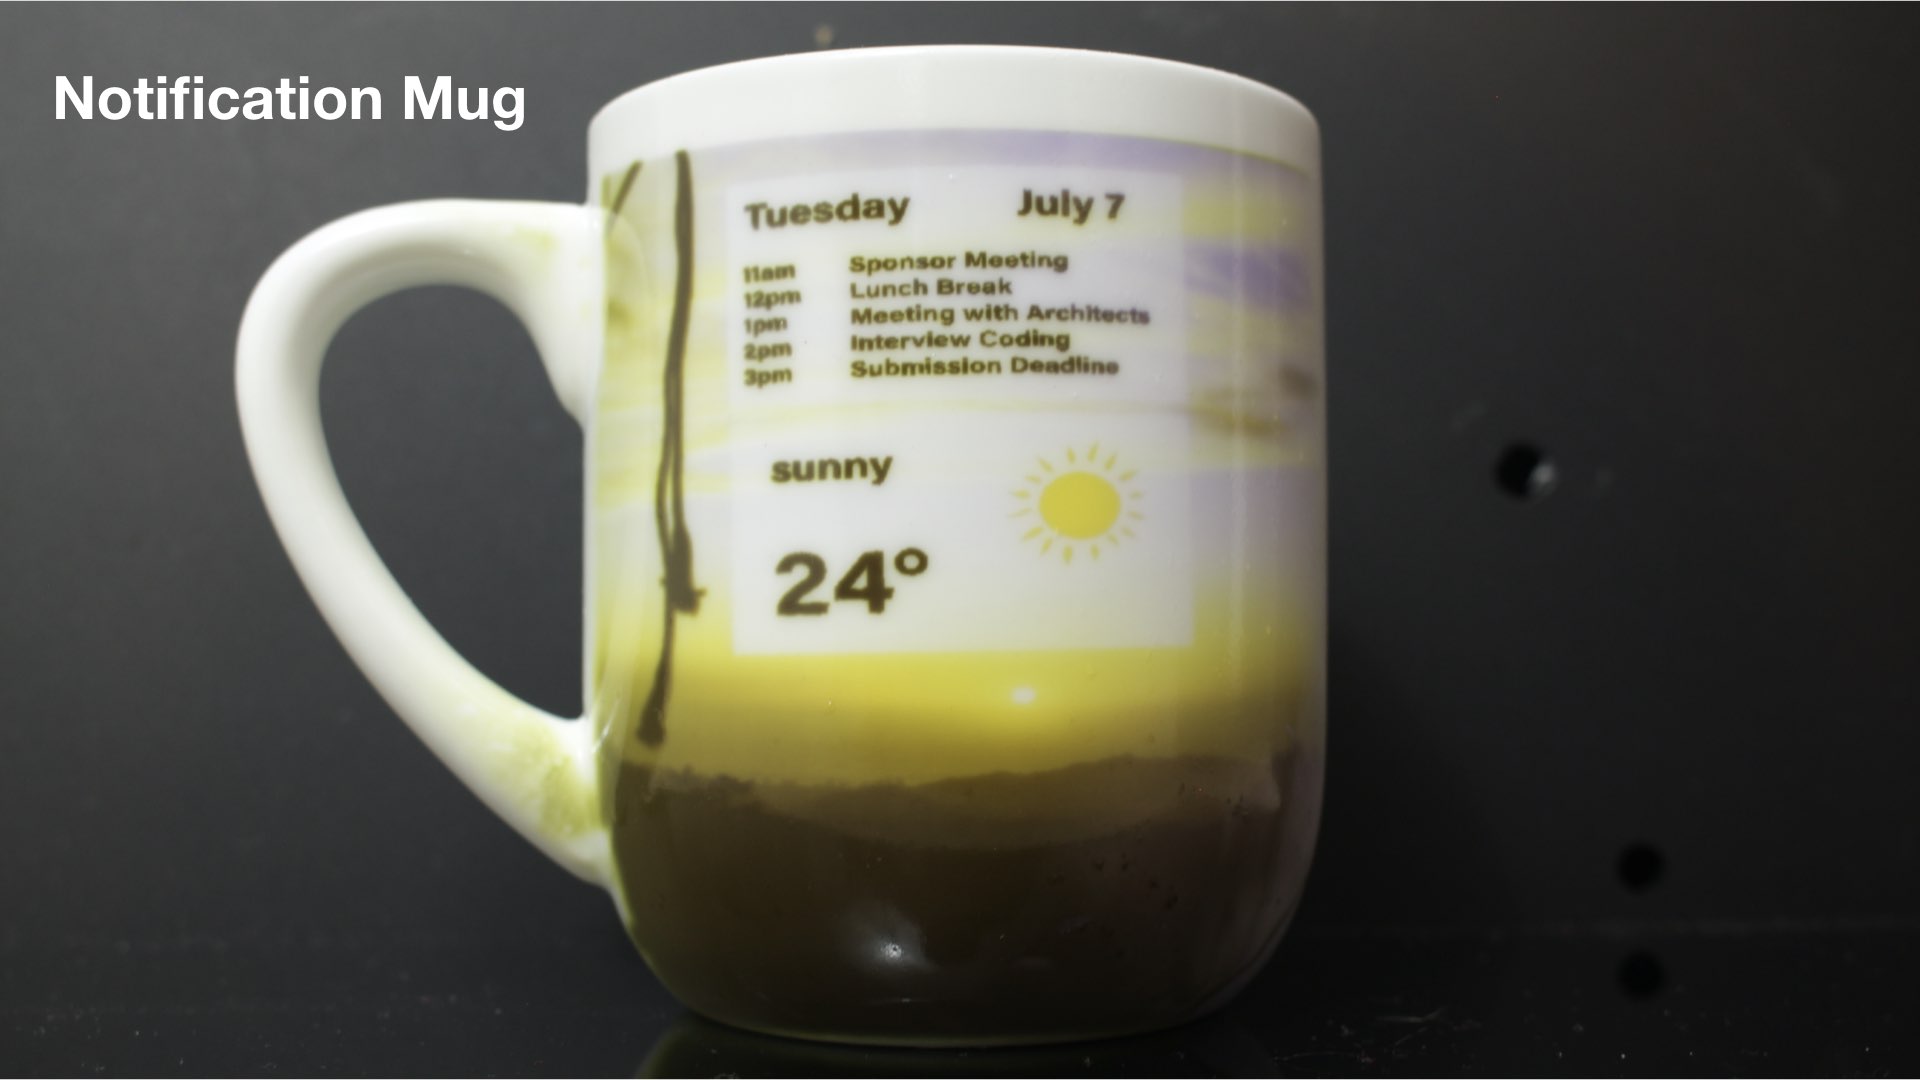 Notification Mug
Tuesday July 7
11am Sponsor Meeting
12pm Lunch Break
1pm Meeting with Architects
2pm Interview Coding
3pm Submission Deadline
sunny
24°